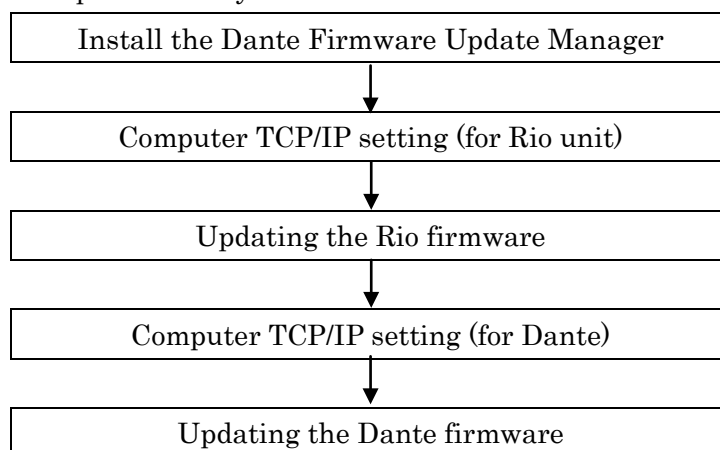 Install the Dante Firmware Update Manager
Computer TCP/IP setting (for Rio unit)
Updating the Rio firmware
Computer TCP/IP setting (for Dante)
Updating the Dante firmware